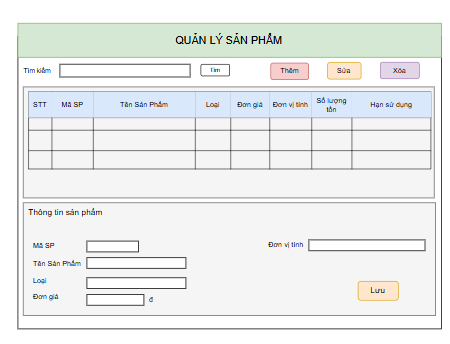 QUẢN LÝ SẢN PHẨM
Tìm kiếm Tìm Thêm Sửa Xóa
STT Mã SP Tên Sản Phẩm Loại Đơn giá Đơn vị tính Số lượng tồn Hạn sử dụng
Thông tin sản phẩm
Mã SP Đơn vị tính
Tên Sản Phẩm
Loại
Đơn giá đ
Lưu